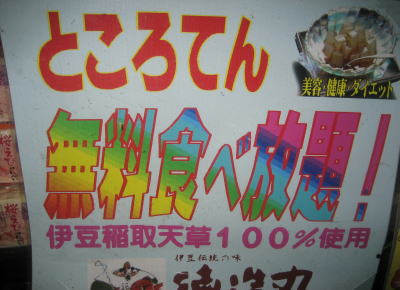 ところてん
美容と健康ダイエット
無料食べ放題!
伊豆稲取天草100%使用
伊豆伝統の味